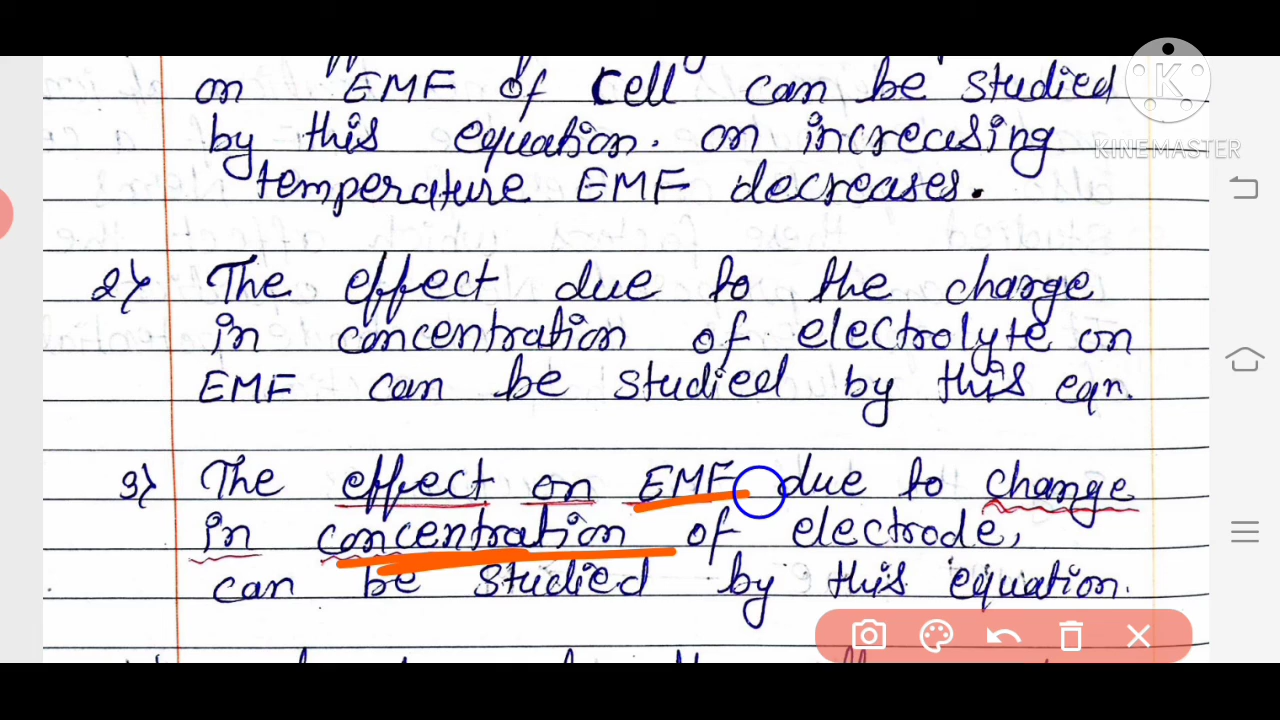 on EMF of cell can be studied
by this equation. on increasing
temperature EMF decreases.
2} The effect due to the charge
in concentration of electrolyte on
EMF can be studied by this eqn.
3} The effect on EMF due to change
in concentration of electrode,
can be studied by this equation.
K
KINEMASTER